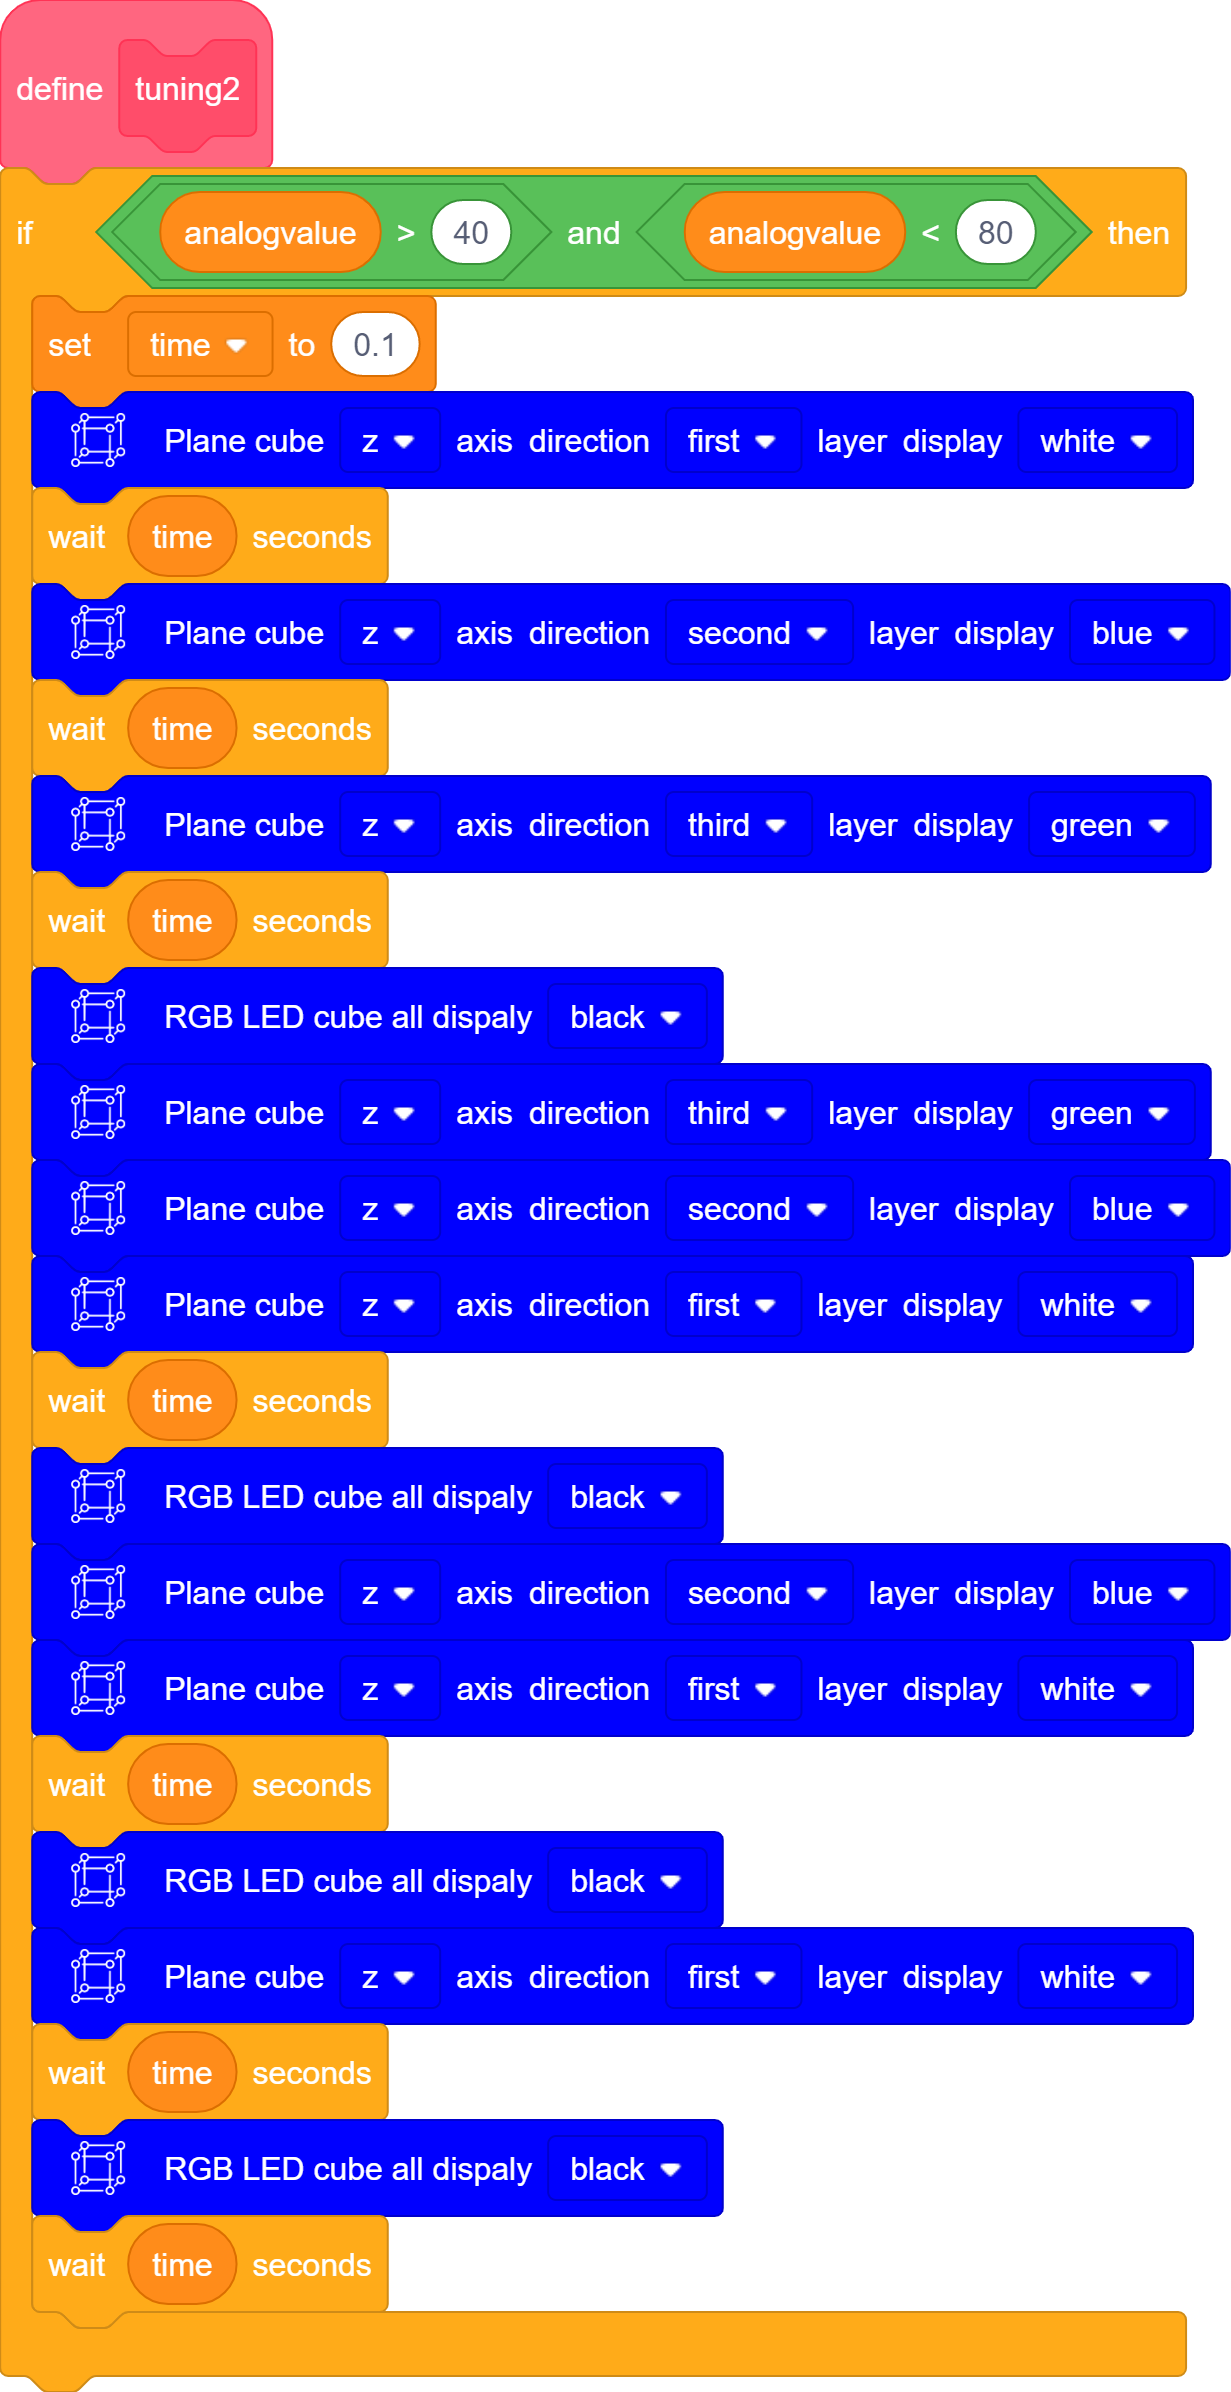 define tuning2
if analogvalue > 40 and analogvalue < 80 then
set time to 0.1
Plane cube z axis direction first layer display white
wait time seconds
Plane cube z axis direction second layer display blue
wait time seconds
Plane cube z axis direction third layer display green
wait time seconds
RGB LED cube all dispaly black
Plane cube z axis direction third layer display green
Plane cube z axis direction second layer display blue
Plane cube z axis direction first layer display white
wait time seconds
RGB LED cube all dispaly black
Plane cube z axis direction second layer display blue
Plane cube z axis direction first layer display white
wait time seconds
RGB LED cube all dispaly black
Plane cube z axis direction first layer display white
wait time seconds
RGB LED cube all dispaly black
wait time seconds